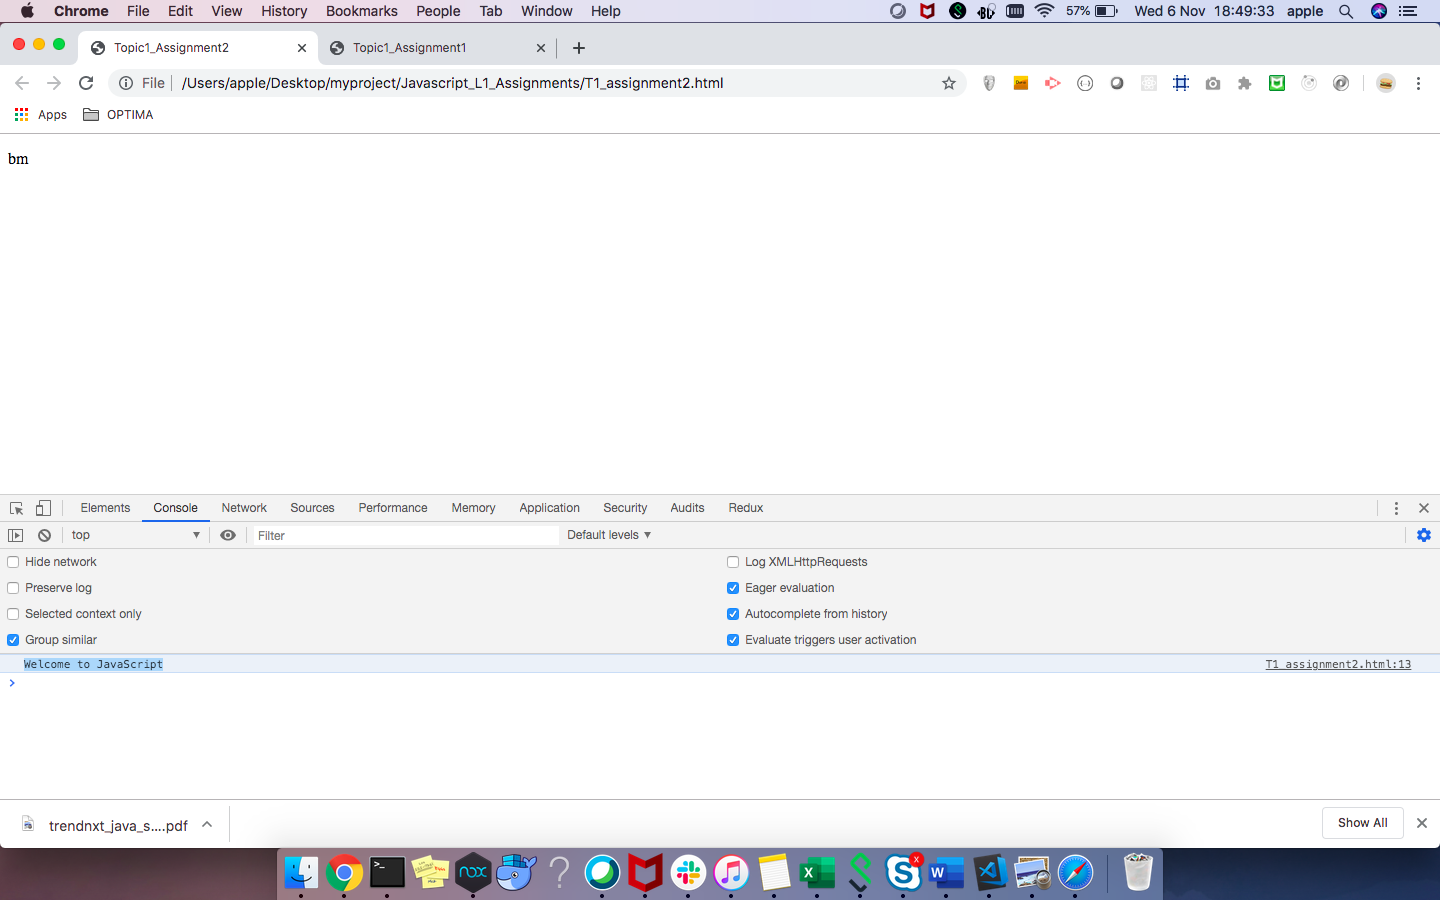 Chrome File Edit View History Bookmarks People Tab Window Help 57% Wed 6 Nov 18:49:33 apple
Topic1_Assignment2 Topic1_Assignment1
File /Users/apple/Desktop/myproject/Javascript_L1_Assignments/T1_assignment2.html
Apps OPTIMA
bm
Elements Console Network Sources Performance Memory Application Security Audits Redux
top Filter Default levels
Hide network Log XMLHttpRequests
Preserve log Eager evaluation
Selected context only Autocomplete from history
Group similar Evaluate triggers user activation
Welcome to JavaScript T1_assignment2.html:13
trendnxt_java_s....pdf Show All